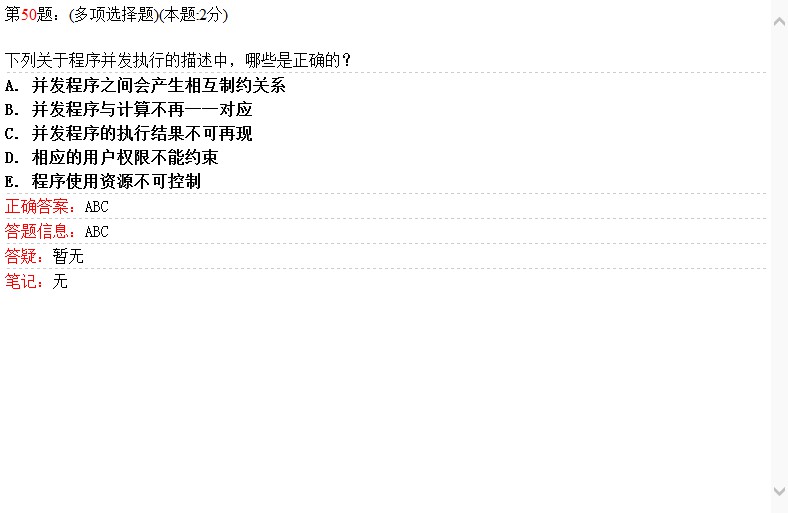 第50题：(多项选择题)(本题:2分)
下列关于程序并发执行的描述中，哪些是正确的？
A. 并发程序之间会产生相互制约关系
B. 并发程序与计算不再一一对应
C. 并发程序的执行结果不可再现
D. 相应的用户权限不能约束
E. 程序使用资源不可控制
正确答案：ABC
答题信息：ABC
答疑：暂无
笔记：无